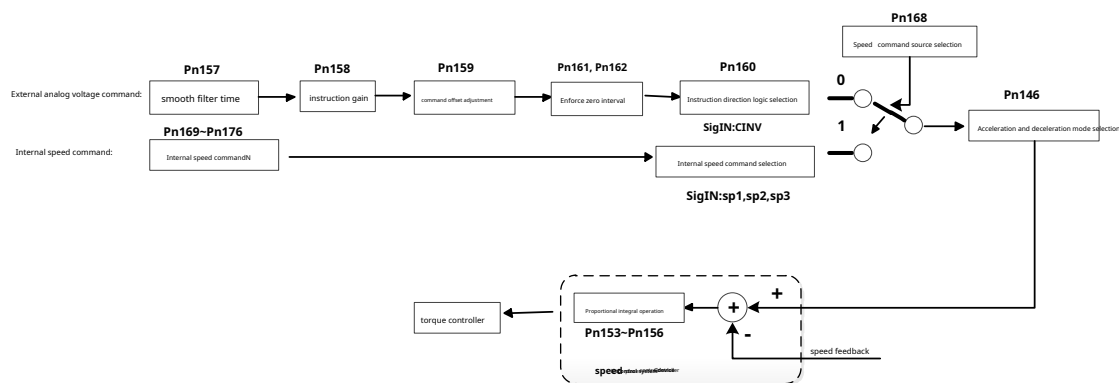 Pn168
Speed command source selection
Pn157
Pn158
Pn159
Pn161, Pn162
Pn160
0
Pn146
External analog voltage command:
smooth filter time
instruction gain
command offset adjustment
Enforce zero interval
Instruction direction logic selection
SigIN:CINV
1
Acceleration and deceleration mode selection
Pn169~Pn176
Internal speed command:
Internal speed commandN
Internal speed command selection
SigIN:sp1,sp2,sp3
+
torque controller
Proportional integral operation
+
Pn153~Pn156
-
speed feedback
speed